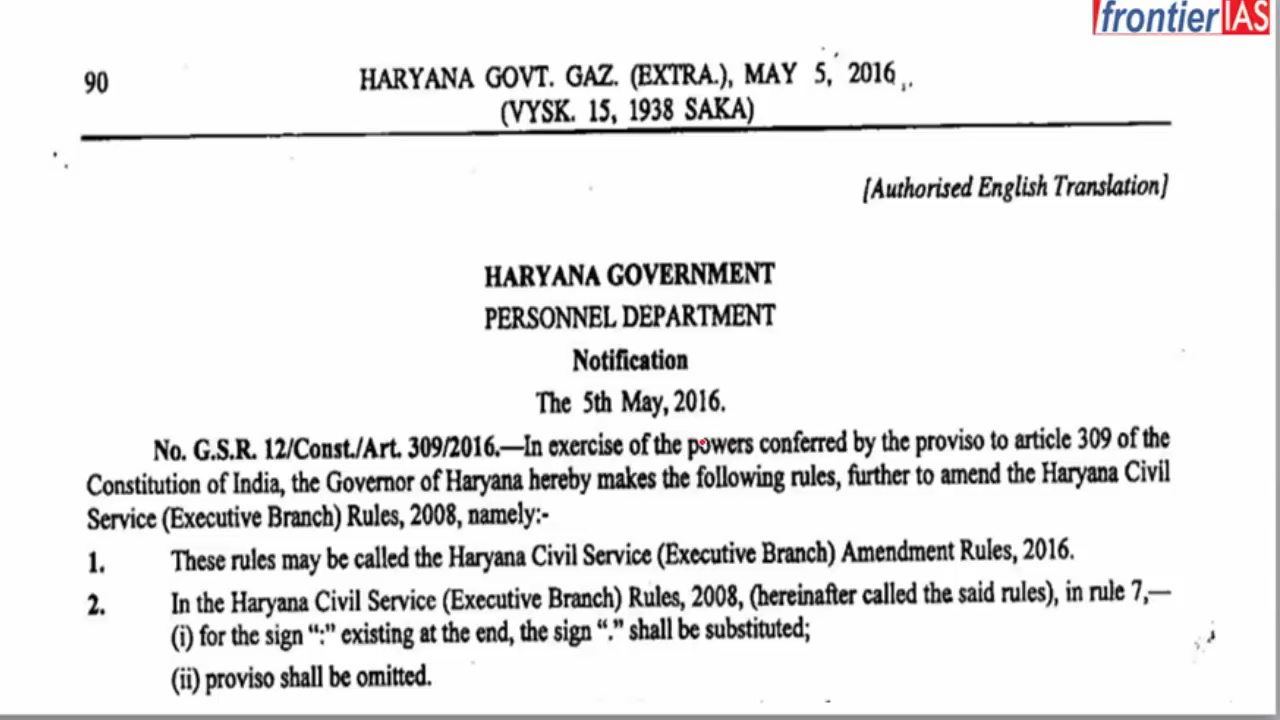 frontierIAS
90
HARYANA GOVT. GAZ. (EXTRA.), MAY 5, 2016
(VYSK. 15, 1938 SAKA)
[Authorised English Translation]
HARYANA GOVERNMENT
PERSONNEL DEPARTMENT
Notification
The 5th May, 2016.
No. G.S.R. 12/Const./Art. 309/2016.—In exercise of the powers conferred by the proviso to article 309 of the
Constitution of India, the Governor of Haryana hereby makes the following rules, further to amend the Haryana Civil
Service (Executive Branch) Rules, 2008, namely:-
1. These rules may be called the Haryana Civil Service (Executive Branch) Amendment Rules, 2016.
2. In the Haryana Civil Service (Executive Branch) Rules, 2008, (hereinafter called the said rules), in rule 7,—
(i) for the sign “:” existing at the end, the sign “.” shall be substituted;
(ii) proviso shall be omitted.